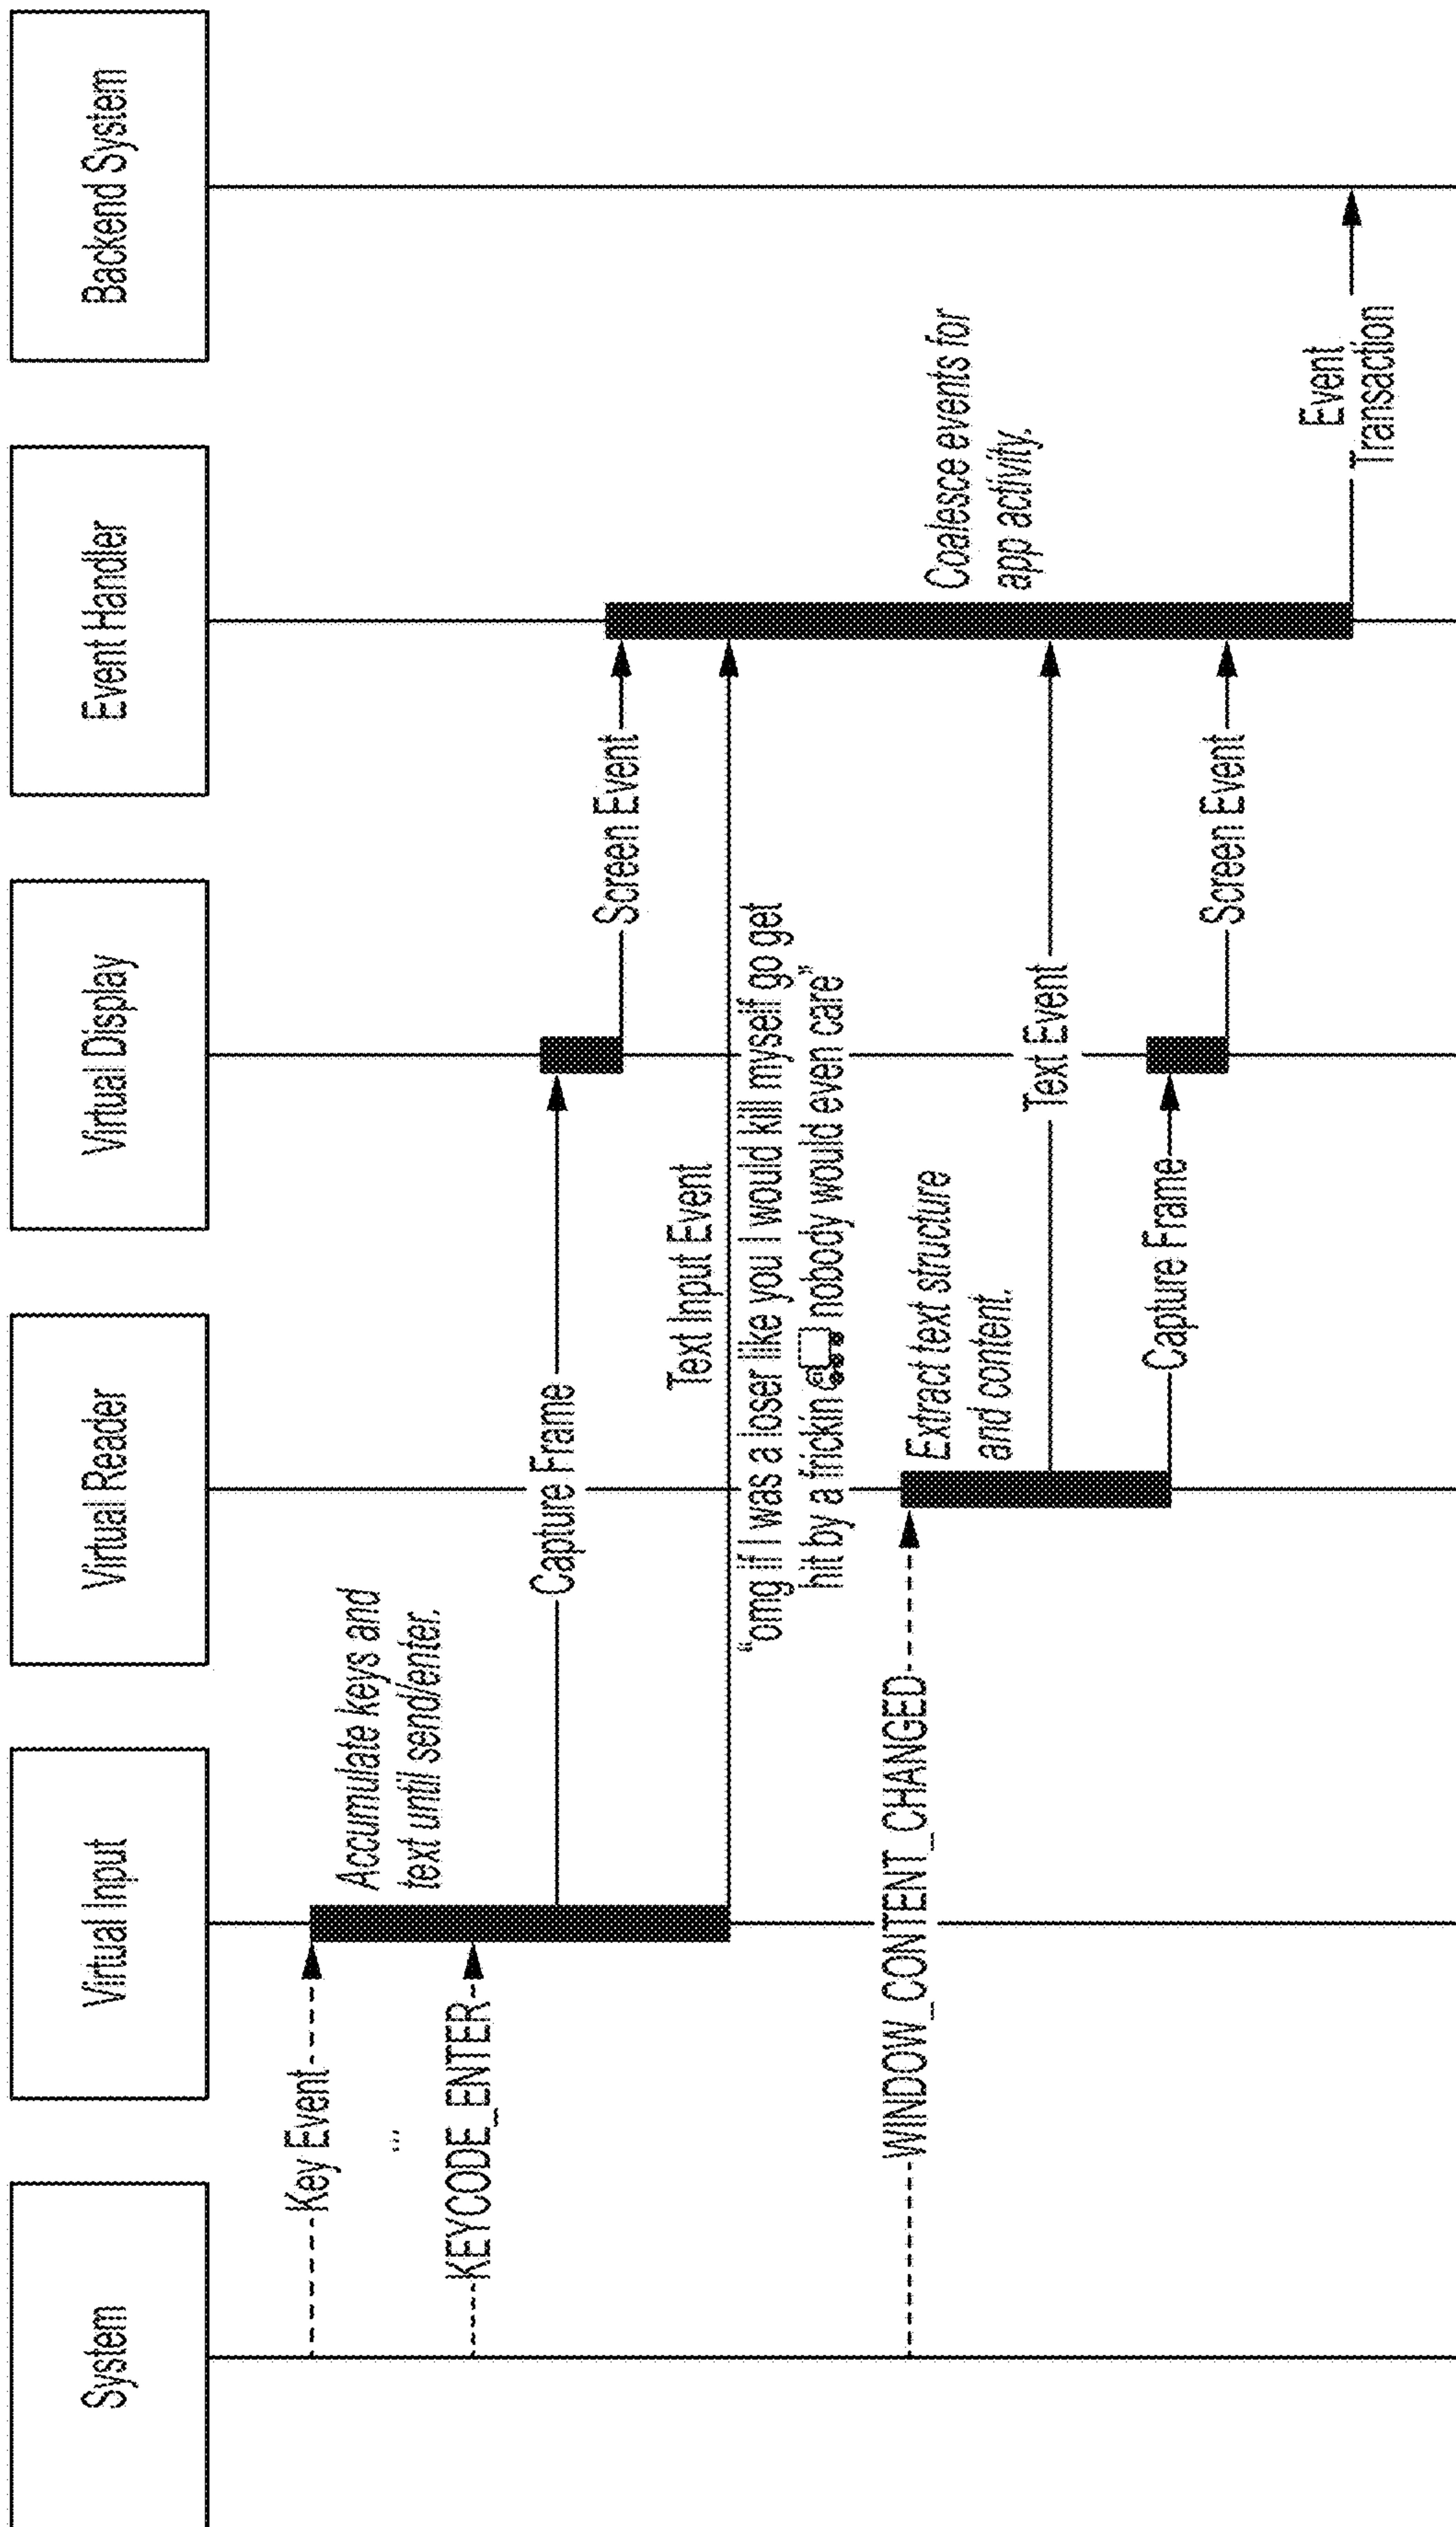 System
Virtual Input
Virtual Reader
Virtual Display
Event Handler
Backend System
Key Event
Accumulate keys and
text until send/enter.
...
KEYCODE_ENTER
Capture Frame
Screen Event
Text Input Event
"omg if I was a loser like you I would kill myself go get
hit by a frickin 🚛 nobody would even care"
WINDOW_CONTENT_CHANGED
Extract text structure
and content.
Coalesce events for
app activity.
Text Event
Capture Frame
Screen Event
Event
Transaction